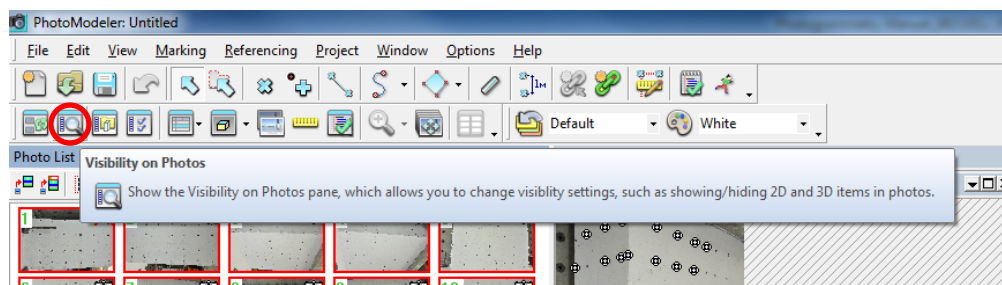 PhotoModeler: Untitled
File Edit View Marking Referencing Project Window Options Help
1M
Default White
Photo List
Visibility on Photos
Show the Visibility on Photos pane, which allows you to change visiblity settings, such as showing/hiding 2D and 3D items in photos.
1